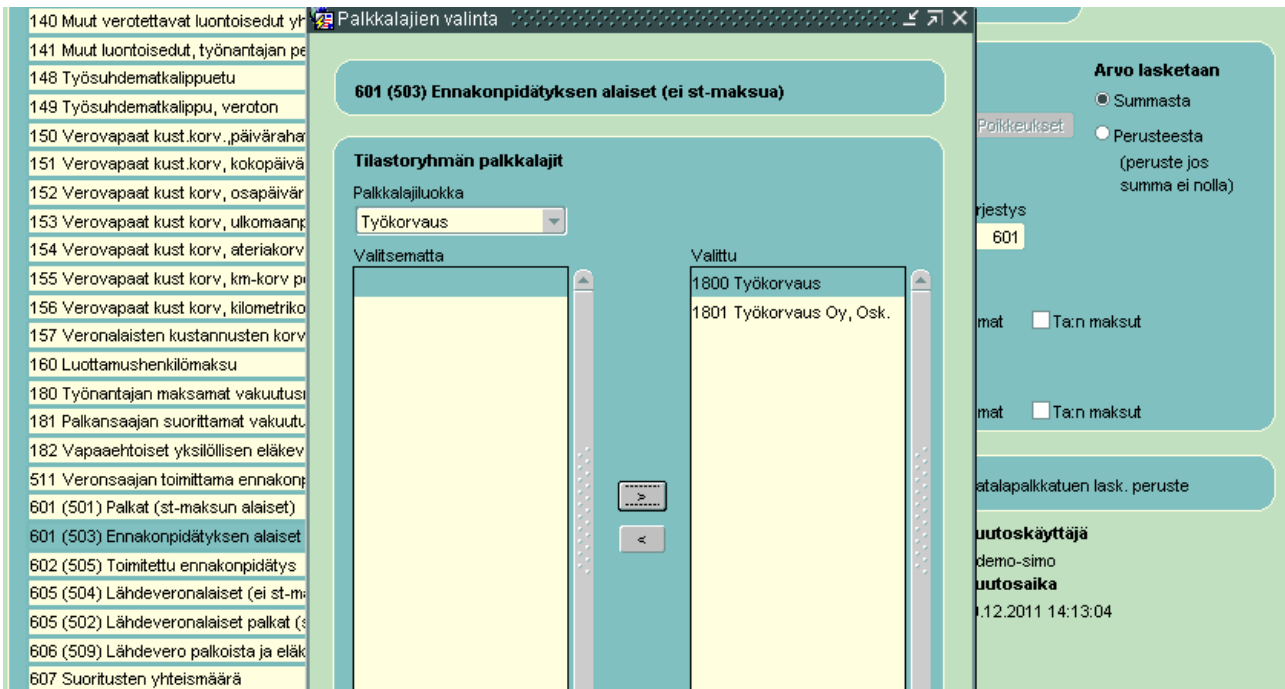 140 Muut verotettavat luontoisedut yh
141 Muut luontoisedut, työnantajan pe
148 Työsuhdematkalippuetu
149 Työsuhdematkalippu, veroton
150 Verovapaat kust.korv.,päiväraha
151 Verovapaat kust.korv, kokopäivä
152 Verovapaat kust korv, osapäivär
153 Verovapaat kust korv, ulkomaanp
154 Verovapaat kust korv, ateriakorv
155 Verovapaat kust korv, km-korv p
156 Verovapaat kust korv, kilometriko
157 Veronalaisten kustannusten korv
160 Luottamushenkilömaksu
180 Työnantajan maksamat vakuutus
181 Palkansaajan suorittamat vakuutu
182 Vapaaehtoiset yksilöllisen eläkev
511 Veronsaajan toimittama ennakonp
601 (501) Palkat (st-maksun alaiset)
601 (503) Ennakonpidätyksen alaiset
602 (505) Toimitettu ennakonpidätys
605 (504) Lähdeveronalaiset (ei st-m
605 (502) Lähdeveronalaiset palkat (s
606 (509) Lähdevero palkoista ja eläk
607 Suoritusten yhteismäärä
Palkkalajien valinta
601 (503) Ennakonpidätyksen alaiset (ei st-maksua)
Tilastoryhmän palkkalajit
Palkkalajiluokka
Työkorvaus
Valitsematta
Valittu
1800 Työkorvaus
1801 Työkorvaus Oy, Osk.
>
<
Arvo lasketaan
Summasta
Poikkeukset
Perusteesta
(peruste jos
summa ei nolla)
rjestys
601
mat Ta:n maksut
mat Ta:n maksut
atalapalkkatuen lask. peruste
uutoskäyttäjä
demo-simo
uutosaika
.12.2011 14:13:04